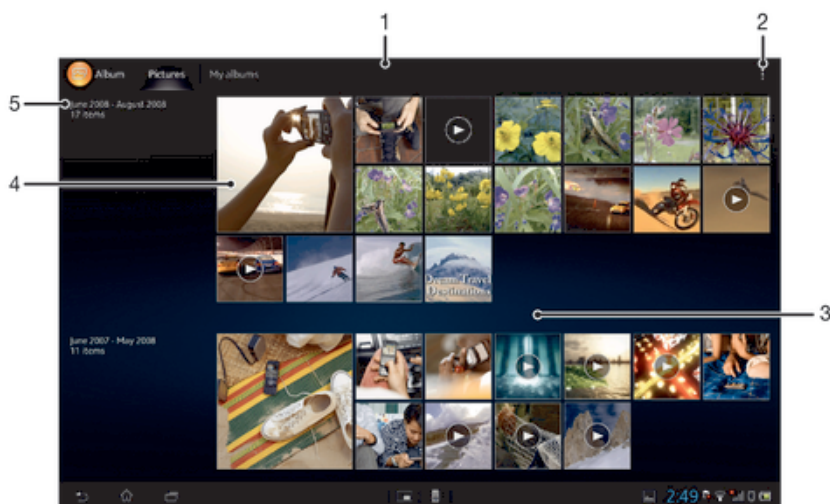 1
2
Album
Pictures
My albums
5
June 2008 - August 2008
17 items
4
Dream Travel
Destinations
3
June 2007 - May 2008
11 items
2:49